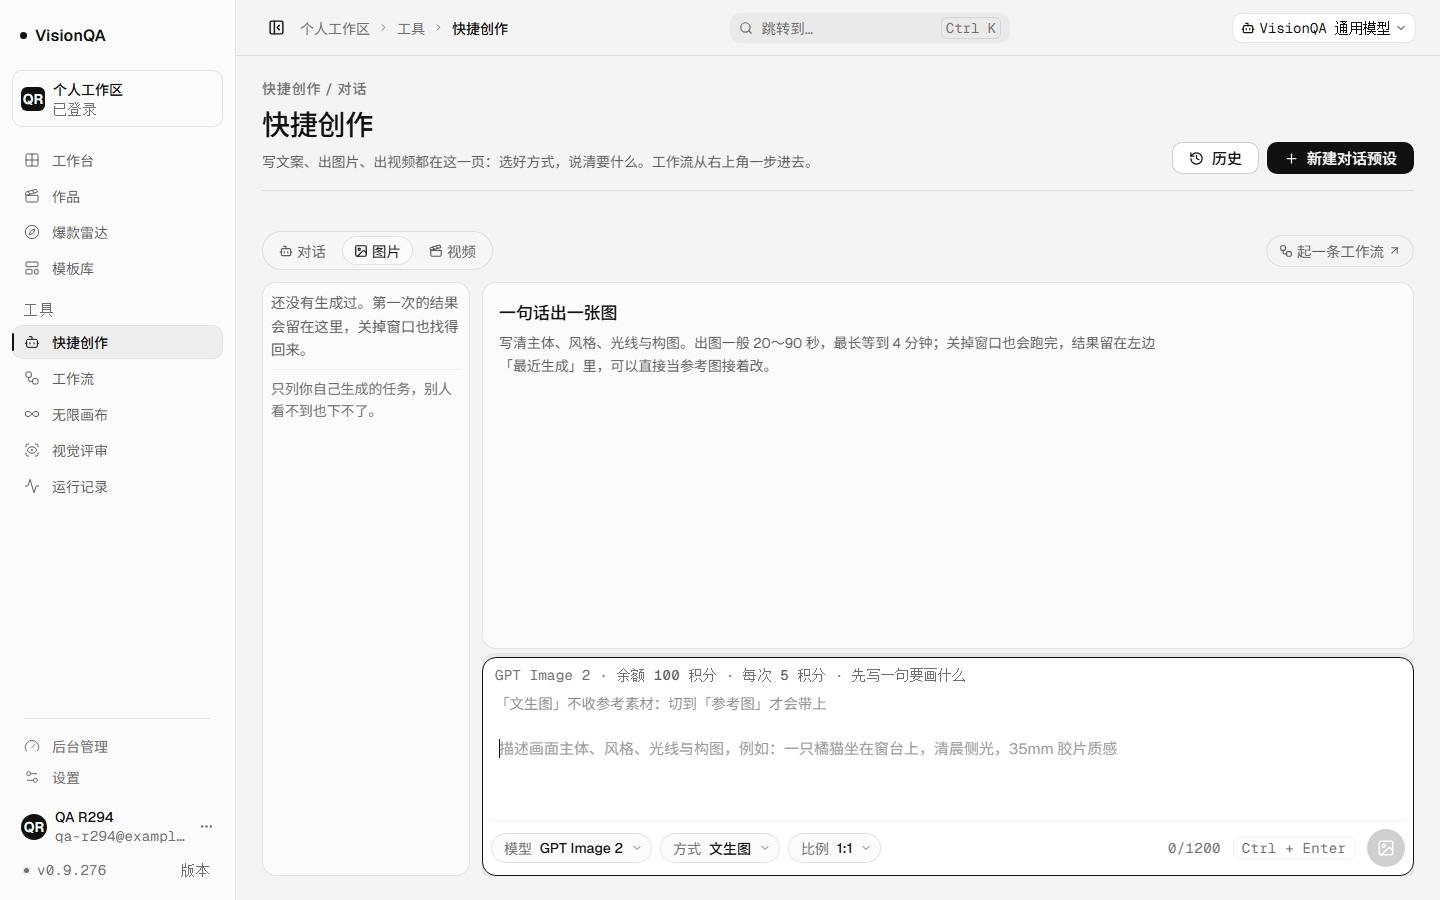 VisionQA
QR
个人工作区
已登录
工作台
作品
爆款雷达
模板库
工具
快捷创作
工作流
无限画布
视觉评审
运行记录
后台管理
设置
QR
QA R294
qa-r294@exampl…
v0.9.276
版本
个人工作区 > 工具 > 快捷创作
跳转到…
Ctrl K
VisionQA 通用模型
快捷创作 / 对话
快捷创作
写文案、出图片、出视频都在这一页：选好方式，说清要什么。工作流从右上角一步进去。
历史
新建对话预设
对话
图片
视频
起一条工作流
还没有生成过。第一次的结果
会留在这里，关掉窗口也找得
回来。
只列你自己生成的任务，别人
看不到也下不了。
一句话出一张图
写清主体、风格、光线与构图。出图一般 20～90 秒，最长等到 4 分钟；关掉窗口也会跑完，结果留在左边
「最近生成」里，可以直接当参考图接着改。
GPT Image 2 · 余额 100 积分 · 每次 5 积分 · 先写一句要画什么
「文生图」不收参考素材：切到「参考图」才会带上
描述画面主体、风格、光线与构图，例如：一只橘猫坐在窗台上，清晨侧光，35mm 胶片质感
模型 GPT Image 2
方式 文生图
比例 1:1
0/1200
Ctrl + Enter